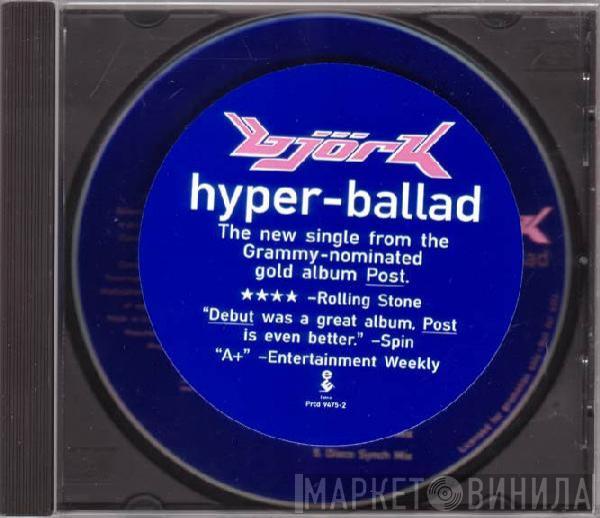 björk
hyper-ballad
The new single from the
Grammy-nominated
gold album Post.
★★★★ –Rolling Stone
“Debut was a great album, Post
is even better.” –Spin
“A+” –Entertainment Weekly
Prcd 9475-2
5. Disco Synch Mix
МАРКЕТ ВИНИЛА